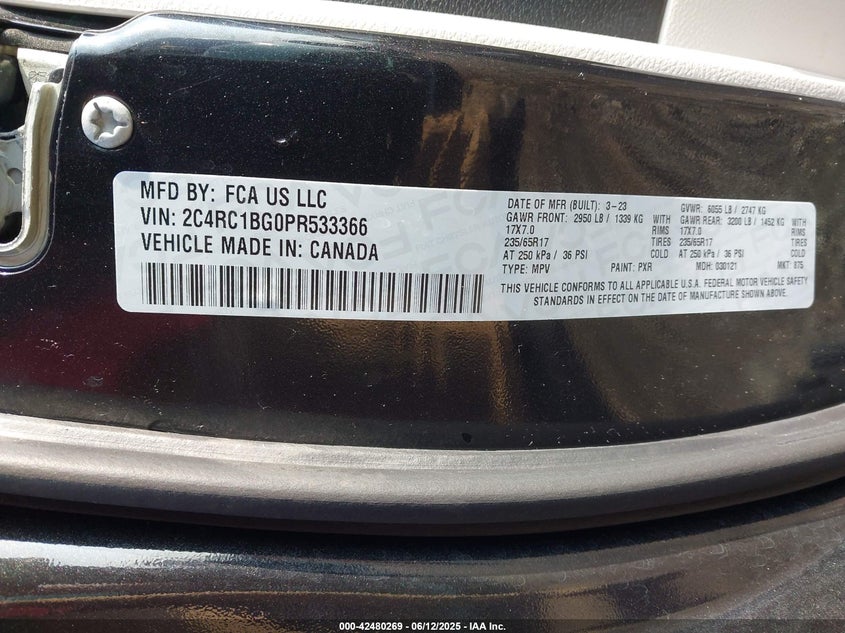 MFD BY: FCA US LLC
VIN: 2C4RC1BG0PR533366
VEHICLE MADE IN: CANADA
DATE OF MFR (BUILT): 3-23
GVWR: 6055 LB / 2747 KG
GAWR FRONT: 2950 LB / 1339 KG WITH
GAWR REAR: 3200 LB / 1452 KG WITH
17X7.0 RIMS
17X7.0 RIMS
235/65R17 TIRES
235/65R17 TIRES
AT 250 kPa / 36 PSI COLD
AT 250 kPa / 36 PSI COLD
TYPE: MPV PAINT: PXR MDH: 030121 MKT: 875
THIS VEHICLE CONFORMS TO ALL APPLICABLE U.S.A. FEDERAL MOTOR VEHICLE SAFETY
STANDARDS IN EFFECT ON THE DATE OF MANUFACTURE SHOWN ABOVE.
000-42480269 - 06/12/2025 - IAA Inc.